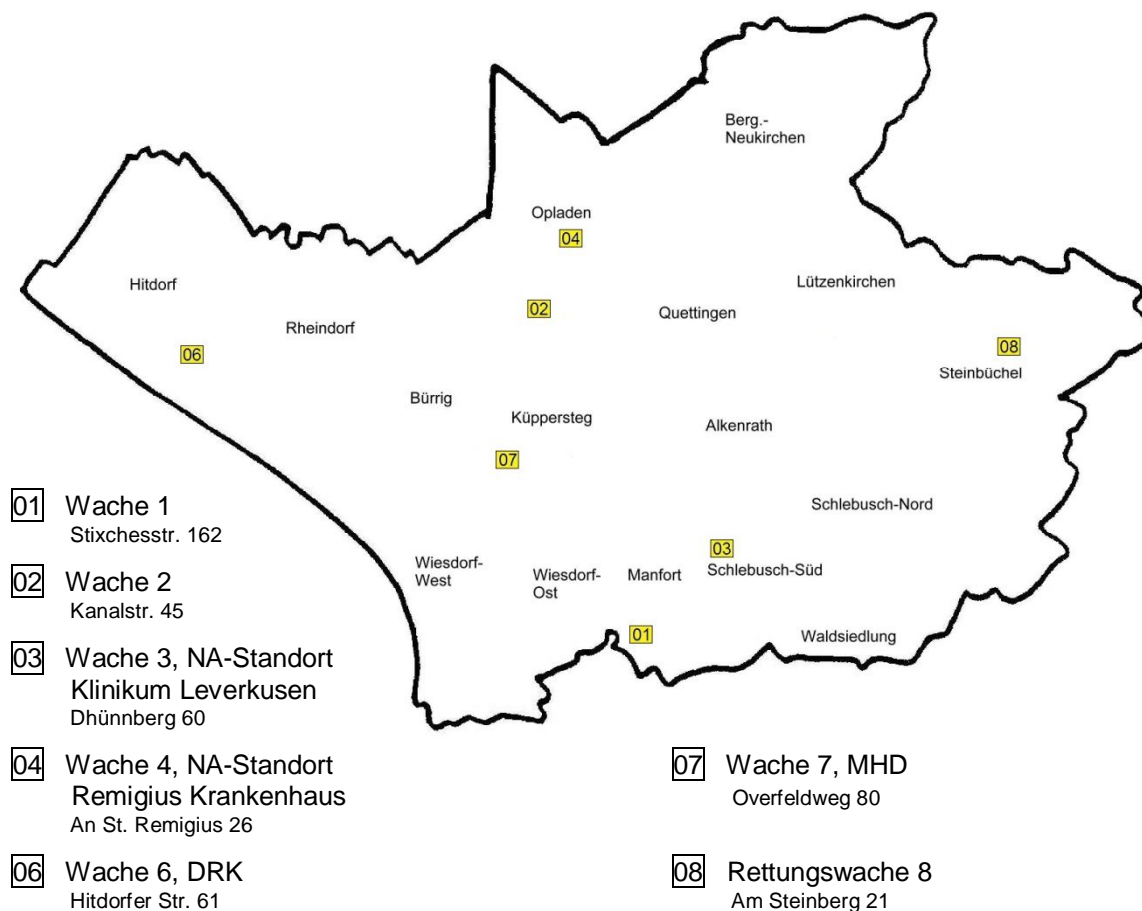 Berg.-
Neukirchen
Opladen
04
Hitdorf
Lützenkirchen
02
Quettingen
Rheindorf
06
08
Steinbüchel
Bürrig
Küppersteg
Alkenrath
07
Schlebusch-Nord
03
Schlebusch-Süd
Wiesdorf-
West
Wiesdorf-
Ost
Manfort
01
Waldsiedlung
01 Wache 1
Stixchesstr. 162
02 Wache 2
Kanalstr. 45
03 Wache 3, NA-Standort
Klinikum Leverkusen
Dhünnberg 60
04 Wache 4, NA-Standort
Remigius Krankenhaus
An St. Remigius 26
06 Wache 6, DRK
Hitdorfer Str. 61
07 Wache 7, MHD
Overfeldweg 80
08 Rettungswache 8
Am Steinberg 21